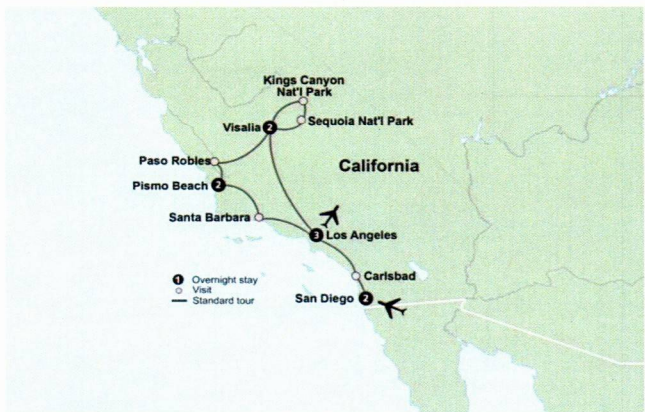 Kings Canyon
Nat'l Park
Sequoia Nat'l Park
Visalia 2
Paso Robles
California
Pismo Beach 2
Santa Barbara
3 Los Angeles
Carlsbad
1 Overnight stay
Visit
Standard tour
San Diego 2